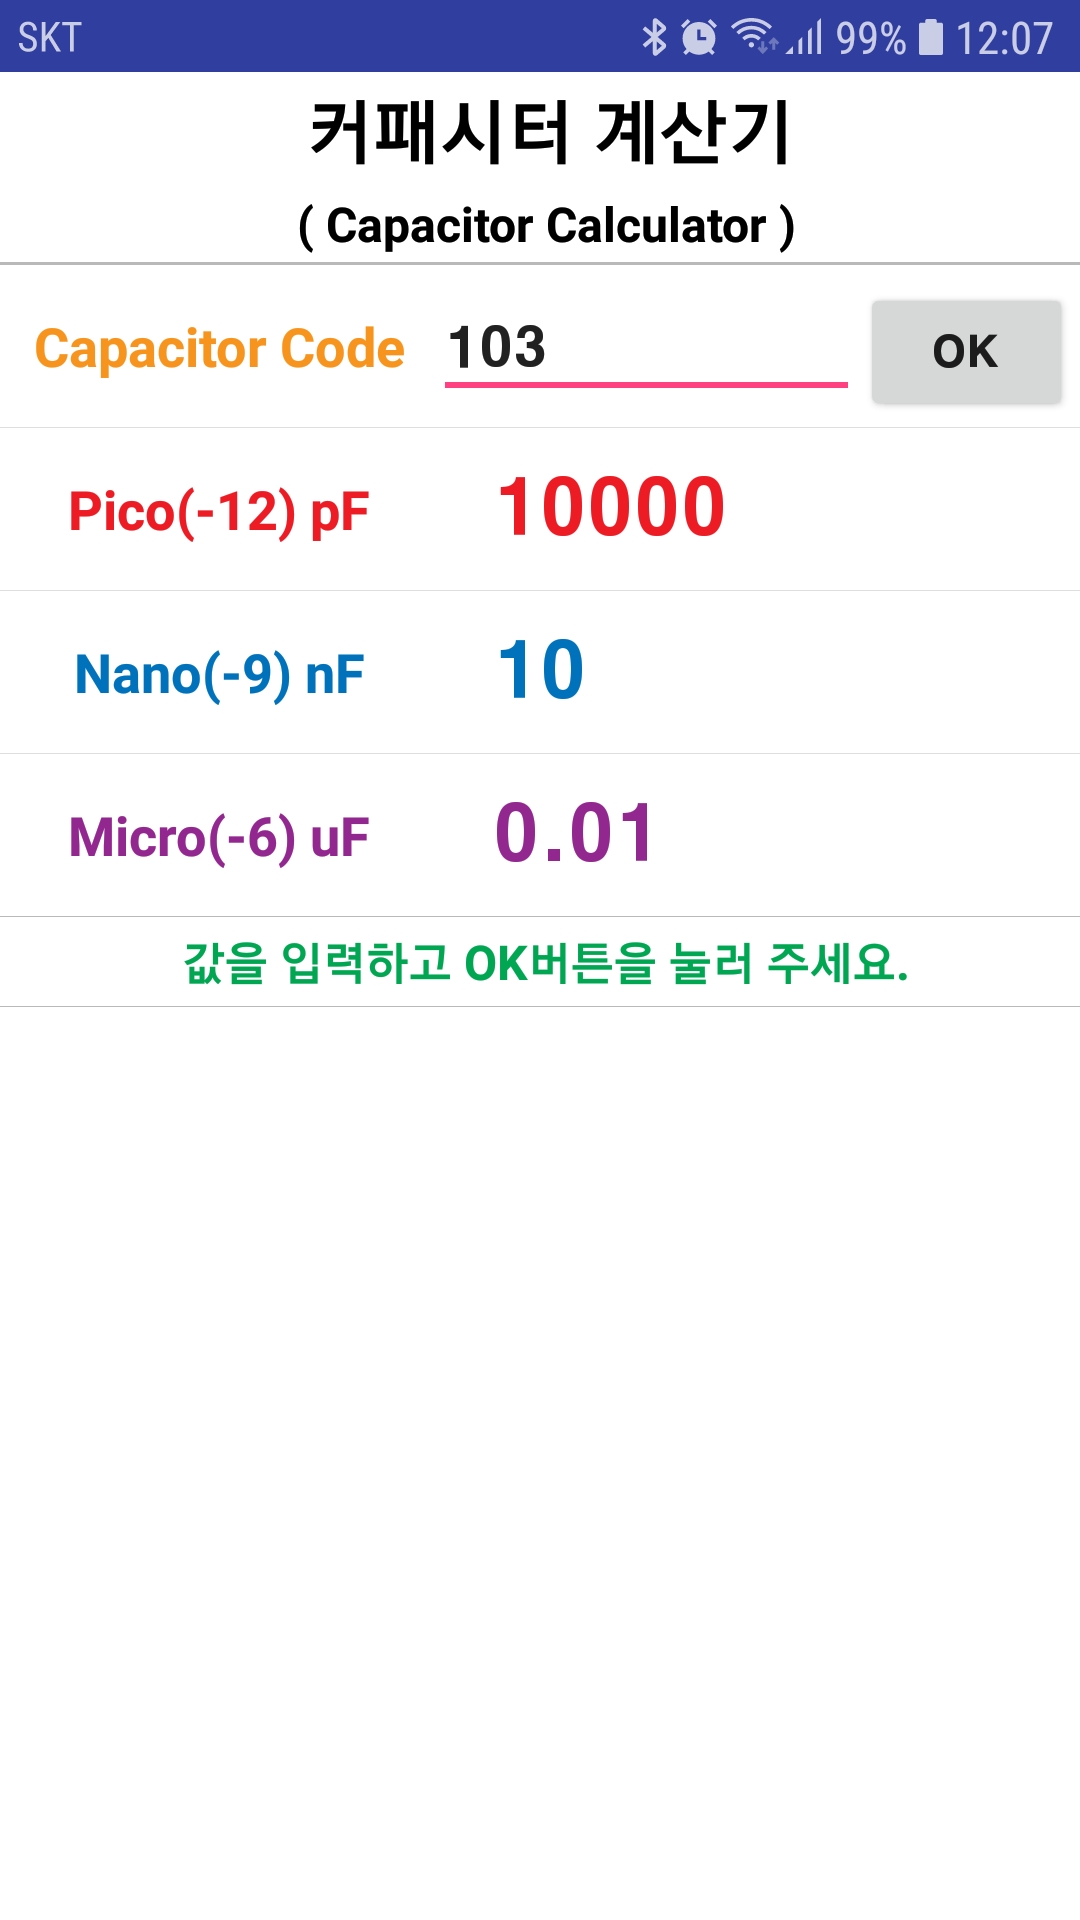 SKT 99% 12:07
커패시터 계산기
( Capacitor Calculator )
Capacitor Code 103 OK
Pico(-12) pF 10000
Nano(-9) nF 10
Micro(-6) uF 0.01
값을 입력하고 OK버튼을 눌러 주세요.